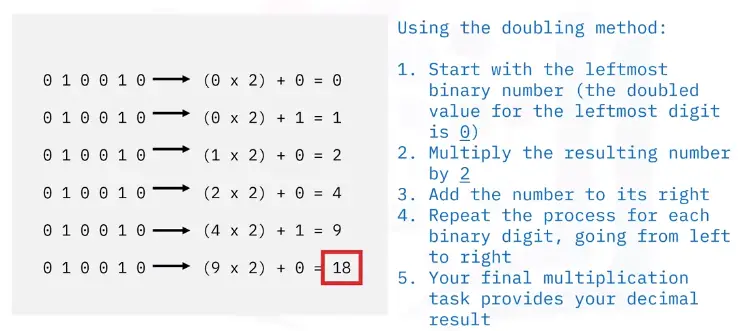 0 1 0 0 1 0 ⟶ (0 x 2) + 0 = 0
0 1 0 0 1 0 ⟶ (0 x 2) + 1 = 1
0 1 0 0 1 0 ⟶ (1 x 2) + 0 = 2
0 1 0 0 1 0 ⟶ (2 x 2) + 0 = 4
0 1 0 0 1 0 ⟶ (4 x 2) + 1 = 9
0 1 0 0 1 0 ⟶ (9 x 2) + 0 = 18
Using the doubling method:
1. Start with the leftmost
binary number (the doubled
value for the leftmost digit
is 0)
2. Multiply the resulting number
by 2
3. Add the number to its right
4. Repeat the process for each
binary digit, going from left
to right
5. Your final multiplication
task provides your decimal
result